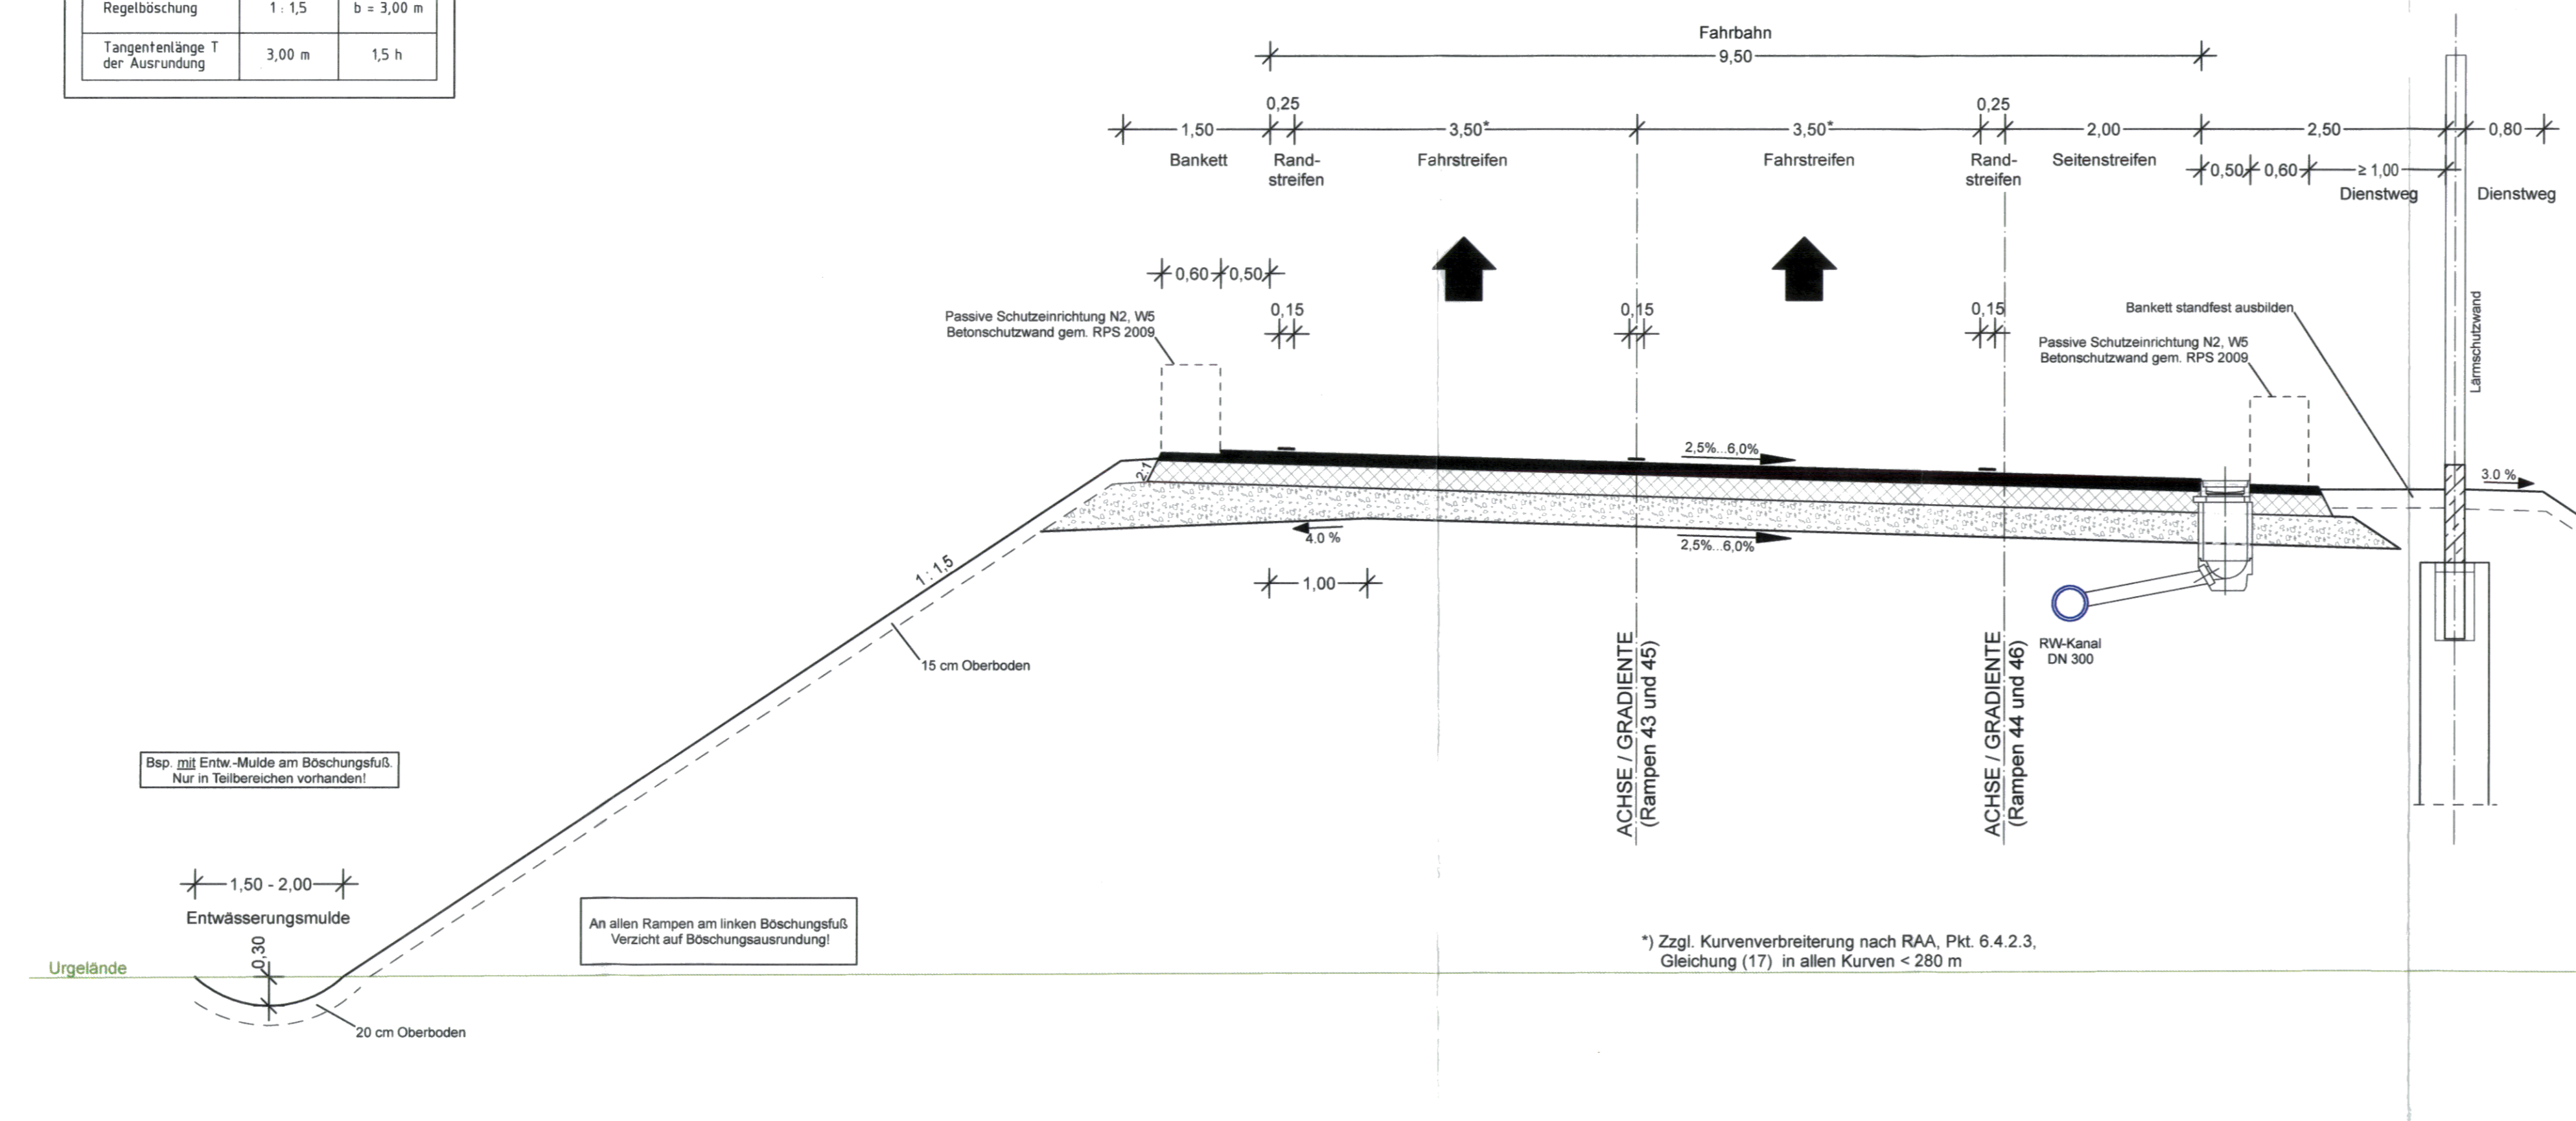 Regelböschung 1 : 1,5 b = 3,00 m
Tangentenlänge T
der Ausrundung 3,00 m 1,5 h
Fahrbahn
9,50
0,25 0,25
1,50 3,50* 3,50* 2,00 2,50 0,80
Bankett Rand-
streifen Fahrstreifen Fahrstreifen Rand-
streifen Seitenstreifen
0,50 0,60 ≥ 1,00
Dienstweg Dienstweg
0,60 0,50
0,15 0,15 0,15
Passive Schutzeinrichtung N2, W5
Betonschutzwand gem. RPS 2009
Bankett standfest ausbilden
Passive Schutzeinrichtung N2, W5
Betonschutzwand gem. RPS 2009
Lärmschutzwand
2,5%...6,0%
2:1
3.0 %
4.0 %
2,5%...6,0%
1 : 1,5
1,00
15 cm Oberboden
RW-Kanal
DN 300
ACHSE / GRADIENTE
(Rampen 43 und 45)
ACHSE / GRADIENTE
(Rampen 44 und 46)
Bsp. mit Entw.-Mulde am Böschungsfuß.
Nur in Teilbereichen vorhanden!
1,50 - 2,00
Entwässerungsmulde
0,30
An allen Rampen am linken Böschungsfuß
Verzicht auf Böschungsausrundung!
*) Zzgl. Kurvenverbreiterung nach RAA, Pkt. 6.4.2.3,
Gleichung (17) in allen Kurven < 280 m
Urgelände
20 cm Oberboden